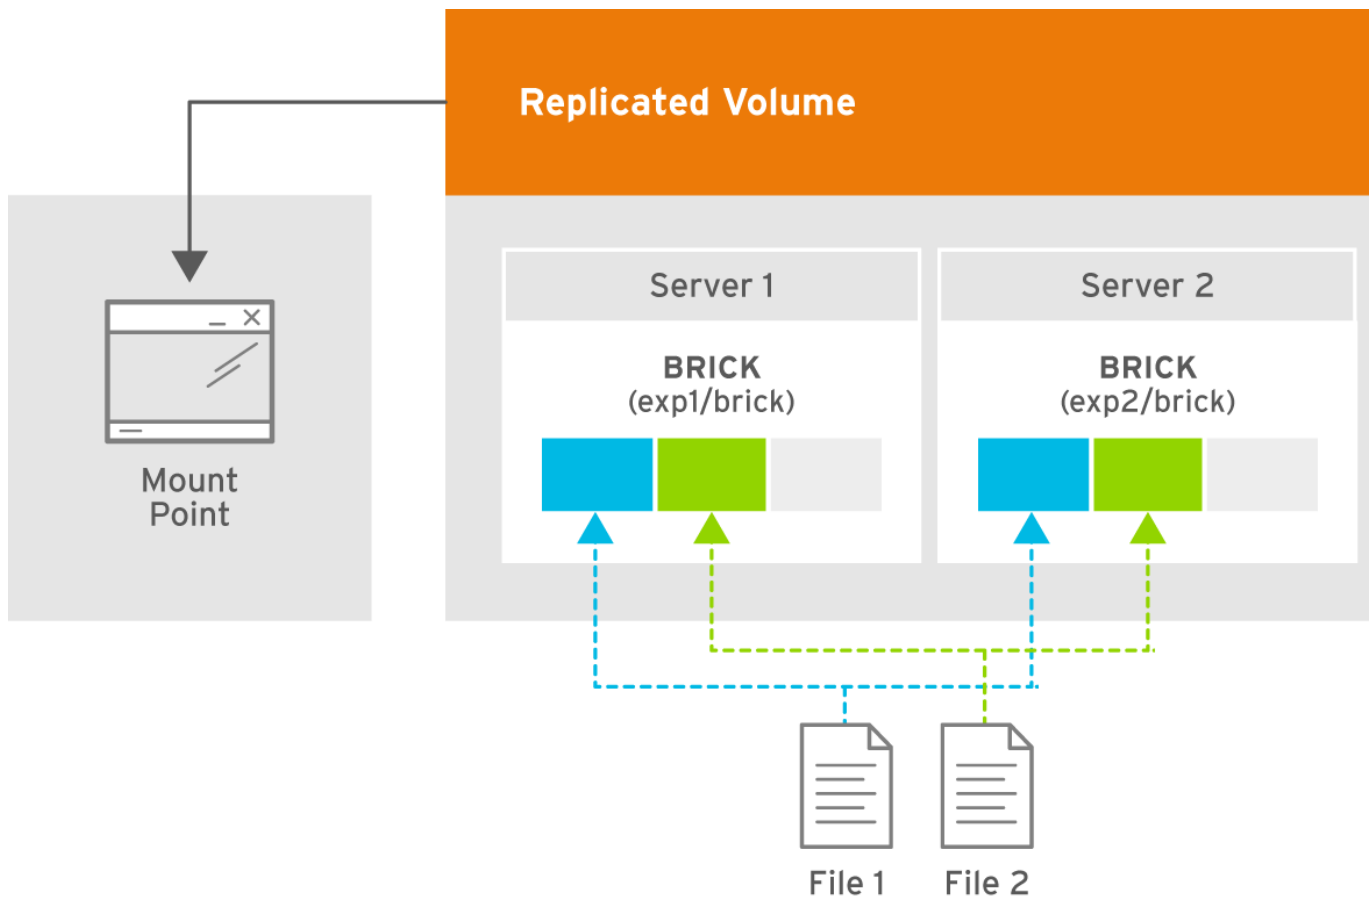 Replicated Volume
Server 1
Server 2
BRICK
(exp1/brick)
BRICK
(exp2/brick)
Mount
Point
File 1
File 2